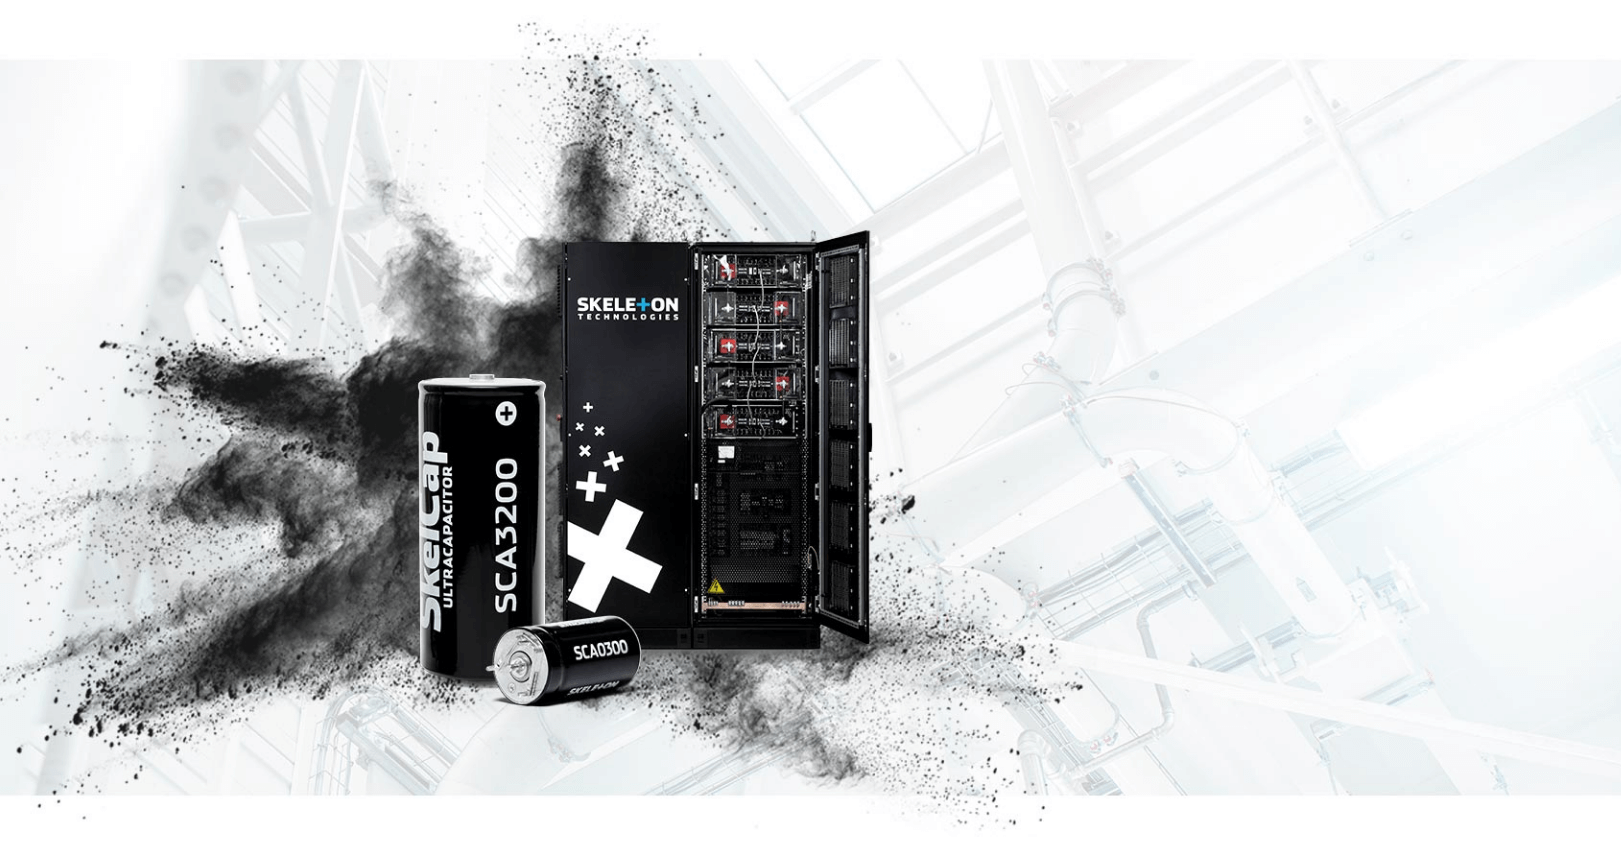 SKELETON
TECHNOLOGIES
SkelCap
ULTRACAPACITOR
SCA3200
SCA0300
SKELETON